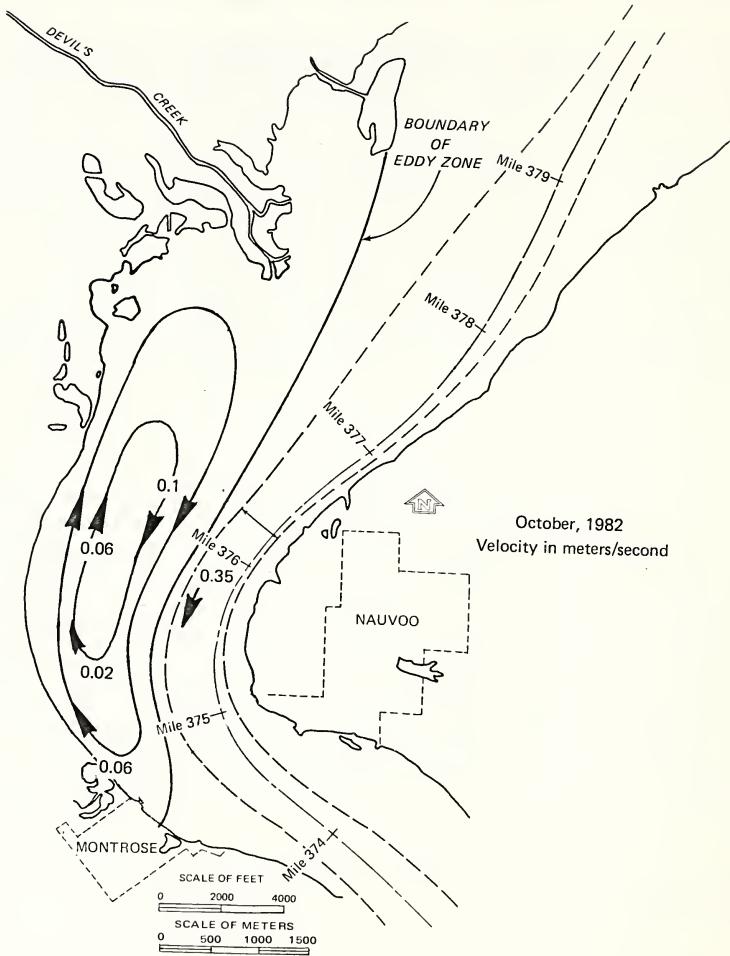 DEVIL'S
CREEK
BOUNDARY
OF
EDDY ZONE
Mile 379
Mile 378
Mile 377
0.1
N
October, 1982
Velocity in meters/second
0.06
Mile 376
0.35
NAUVOO
0.02
Mile 375
0.06
MONTROSE
Mile 374
SCALE OF FEET
0 2000 4000
SCALE OF METERS
0 500 1000 1500